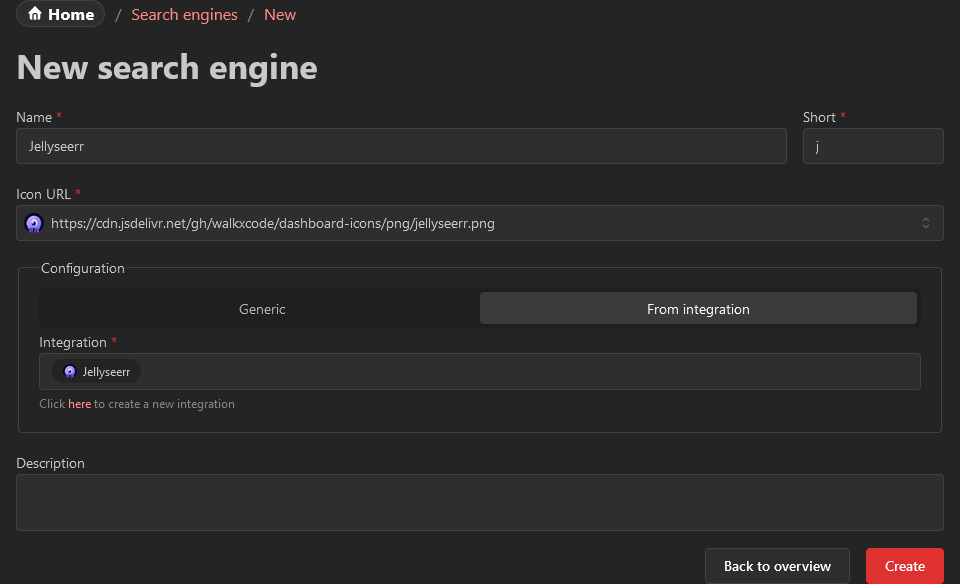 Home / Search engines / New
New search engine
Name * Short *
Jellyseerr j
Icon URL *
https://cdn.jsdelivr.net/gh/walkxcode/dashboard-icons/png/jellyseerr.png
Configuration
Generic From integration
Integration *
Jellyseerr
Click here to create a new integration
Description
Back to overview Create